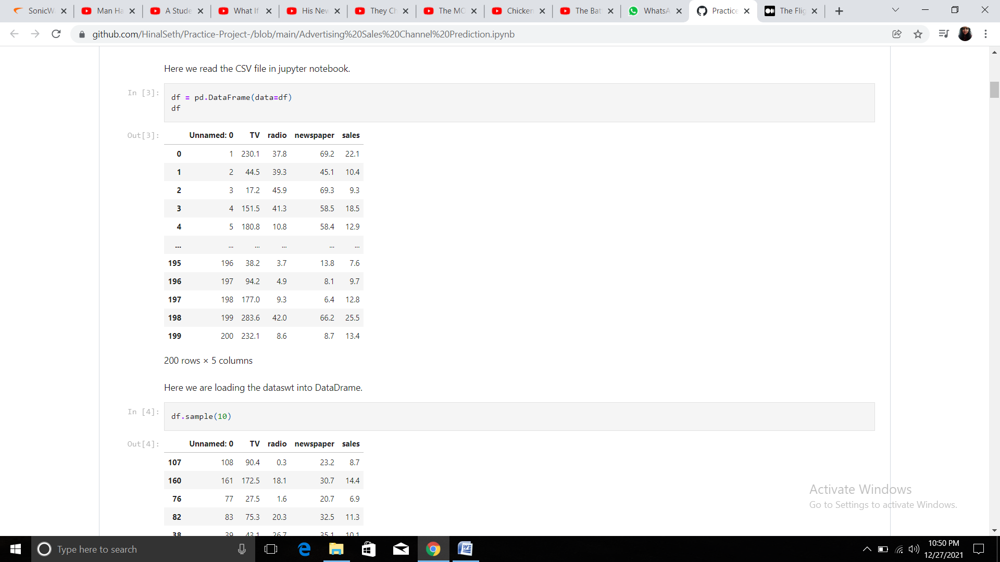 SonicW
Man Ha
A Stude
What If
His New
They Ch
The MO
Chicken
The Bat
WhatsA
Practice
The Flig
github.com/HinalSeth/Practice-Project-/blob/main/Advertising%20Sales%20Channel%20Prediction.ipynb
Here we read the CSV file in jupyter notebook.
In [3]:
df = pd.DataFrame(data=df)
df
Out[3]:
Unnamed: 0 TV radio newspaper sales
0 1 230.1 37.8 69.2 22.1
1 2 44.5 39.3 45.1 10.4
2 3 17.2 45.9 69.3 9.3
3 4 151.5 41.3 58.5 18.5
4 5 180.8 10.8 58.4 12.9
... ... ... ... ... ...
195 196 38.2 3.7 13.8 7.6
196 197 94.2 4.9 8.1 9.7
197 198 177.0 9.3 6.4 12.8
198 199 283.6 42.0 66.2 25.5
199 200 232.1 8.6 8.7 13.4
200 rows × 5 columns
Here we are loading the dataswt into DataDrame.
In [4]:
df.sample(10)
Out[4]:
Unnamed: 0 TV radio newspaper sales
107 108 90.4 0.3 23.2 8.7
160 161 172.5 18.1 30.7 14.4
76 77 27.5 1.6 20.7 6.9
82 83 75.3 20.3 32.5 11.3
38 39 43.1 26.7 35.1 10.1
Activate Windows
Go to Settings to activate Windows.
Type here to search
10:50 PM
12/27/2021